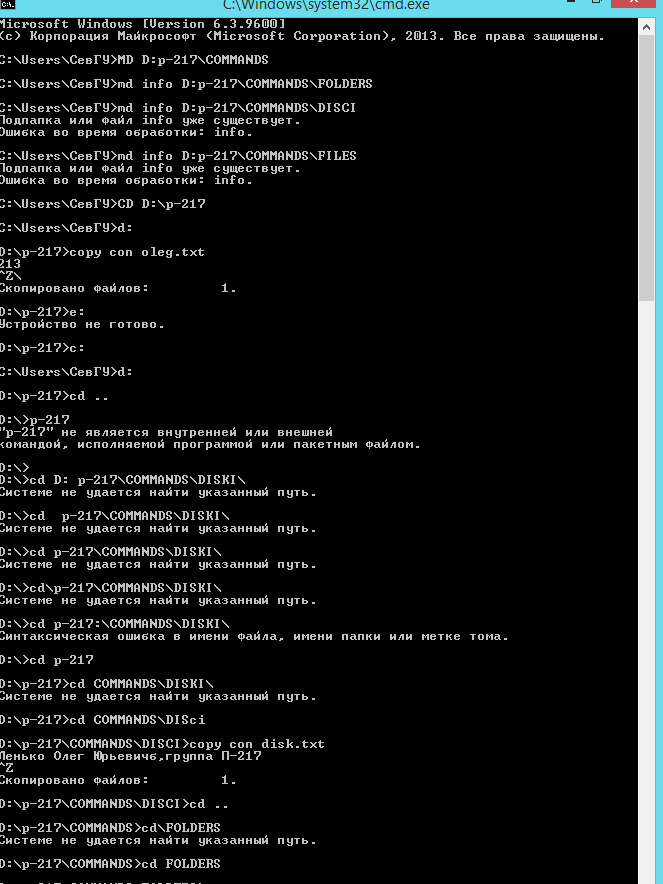 C:\Windows\system32\cmd.exe
Microsoft Windows [Version 6.3.9600]
(c) Корпорация Майкрософт (Microsoft Corporation), 2013. Все права защищены.
C:\Users\СевГУ>MD D:p-217\COMMANDS
C:\Users\СевГУ>md info D:p-217\COMMANDS\FOLDERS
C:\Users\СевГУ>md info D:p-217\COMMANDS\DISCI
Подпапка или файл info уже существует.
Ошибка во время обработки: info.
C:\Users\СевГУ>md info D:p-217\COMMANDS\FILES
Подпапка или файл info уже существует.
Ошибка во время обработки: info.
C:\Users\СевГУ>CD D:\p-217
C:\Users\СевГУ>d:
D:\p-217>copy con oleg.txt
213
^Z\
Скопировано файлов:         1.
D:\p-217>e:
Устройство не готово.
D:\p-217>c:
C:\Users\СевГУ>d:
D:\p-217>cd ..
D:\>p-217
"p-217" не является внутренней или внешней
командой, исполняемой программой или пакетным файлом.
D:\>
D:\>cd D: p-217\COMMANDS\DISKI\
Системе не удается найти указанный путь.
D:\>cd  p-217\COMMANDS\DISKI\
Системе не удается найти указанный путь.
D:\>cd p-217\COMMANDS\DISKI\
Системе не удается найти указанный путь.
D:\>cd\p-217\COMMANDS\DISKI\
Системе не удается найти указанный путь.
D:\>cd p-217:\COMMANDS\DISKI\
Синтаксическая ошибка в имени файла, имени папки или метке тома.
D:\>cd p-217
D:\p-217>cd COMMANDS\DISKI\
Системе не удается найти указанный путь.
D:\p-217>cd COMMANDS\DISci
D:\p-217\COMMANDS\DISCI>copy con disk.txt
Ленько Олег Юрьевичб,группа П-217
^Z
Скопировано файлов:         1.
D:\p-217\COMMANDS\DISCI>cd ..
D:\p-217\COMMANDS>cd\FOLDERS
Системе не удается найти указанный путь.
D:\p-217\COMMANDS>cd FOLDERS